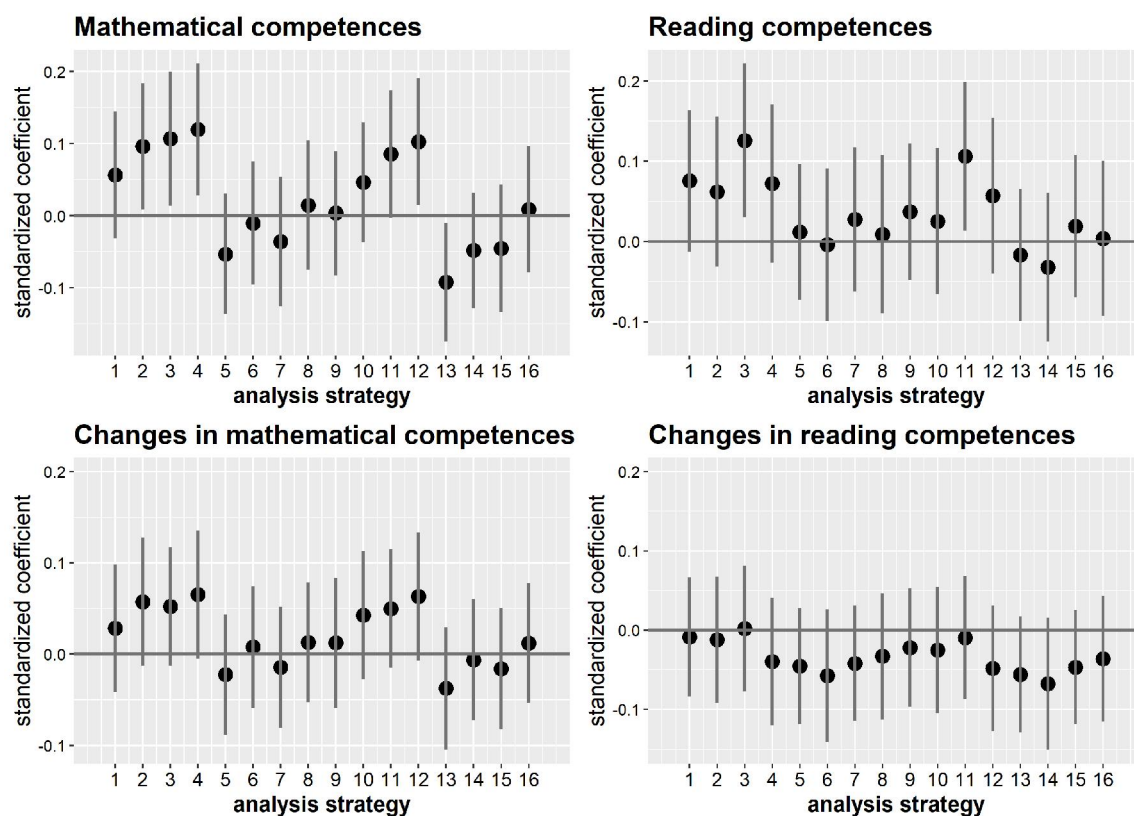 Mathematical competences
standardized coefficient
0.2
0.1
0.0
-0.1
1 2 3 4 5 6 7 8 9 10 11 12 13 14 15 16
analysis strategy
Reading competences
standardized coefficient
0.2
0.1
0.0
-0.1
1 2 3 4 5 6 7 8 9 10 11 12 13 14 15 16
analysis strategy
Changes in mathematical competences
standardized coefficient
0.2
0.1
0.0
-0.1
1 2 3 4 5 6 7 8 9 10 11 12 13 14 15 16
analysis strategy
Changes in reading competences
standardized coefficient
0.2
0.1
0.0
-0.1
1 2 3 4 5 6 7 8 9 10 11 12 13 14 15 16
analysis strategy